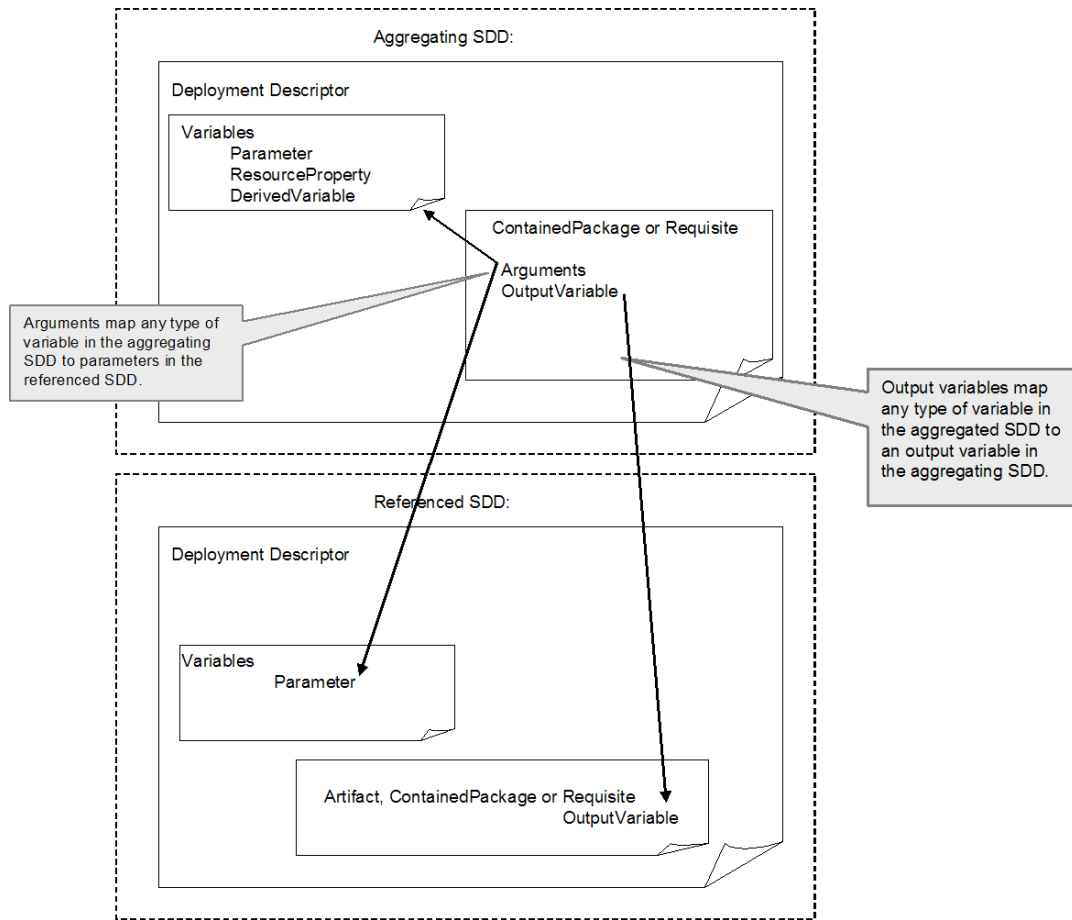 Aggregating SDD:
Deployment Descriptor
Variables
Parameter
ResourceProperty
DerivedVariable
ContainedPackage or Requisite
Arguments
OutputVariable
Arguments map any type of
variable in the aggregating
SDD to parameters in the
referenced SDD.
Output variables map
any type of variable in
the aggregated SDD to
an output variable in
the aggregating SDD.
Referenced SDD:
Deployment Descriptor
Variables
Parameter
Artifact, ContainedPackage or Requisite
OutputVariable